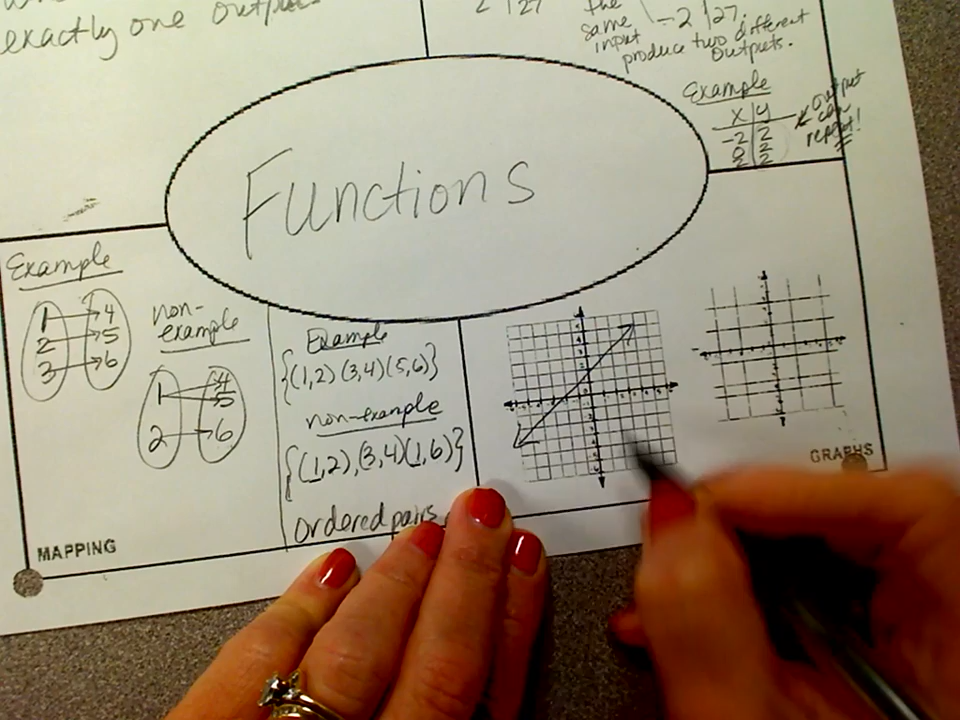 exactly one output.
2 | 27
the
same
input
-2 | 27.
produce two different
outputs.
Example
x | y
-2 | 2
0 | 2
2 | 2
output
can
repeat!
Functions
Example
1 4
2 5
3 6
non-
example
1 4
5
2 6
Example
{(1,2) (3,4)(5,6)}
non-example
{(1,2),(3,4)(1,6)}
Ordered pairs
MAPPING
GRAPHS